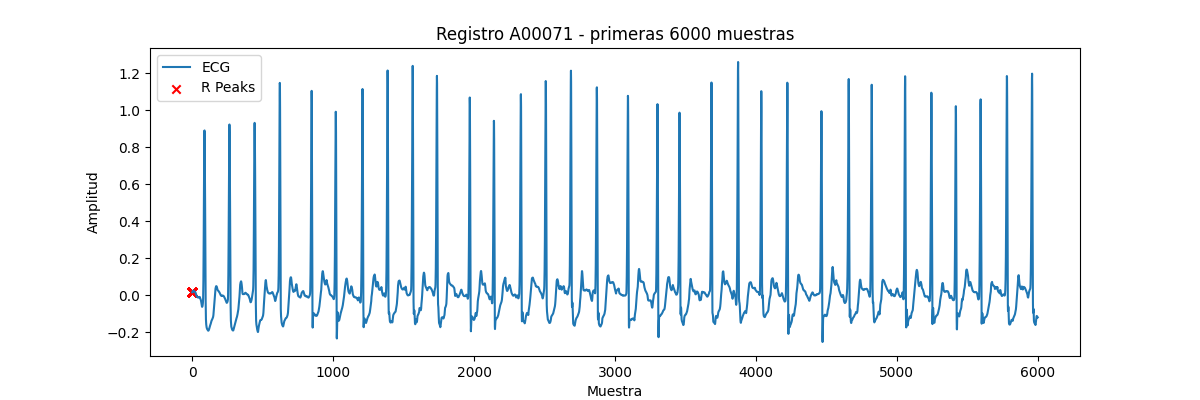 Registro A00071 - primeras 6000 muestras
ECG
R Peaks
1.2
1.0
0.8
0.6
0.4
0.2
0.0
−0.2
Amplitud
0 1000 2000 3000 4000 5000 6000
Muestra